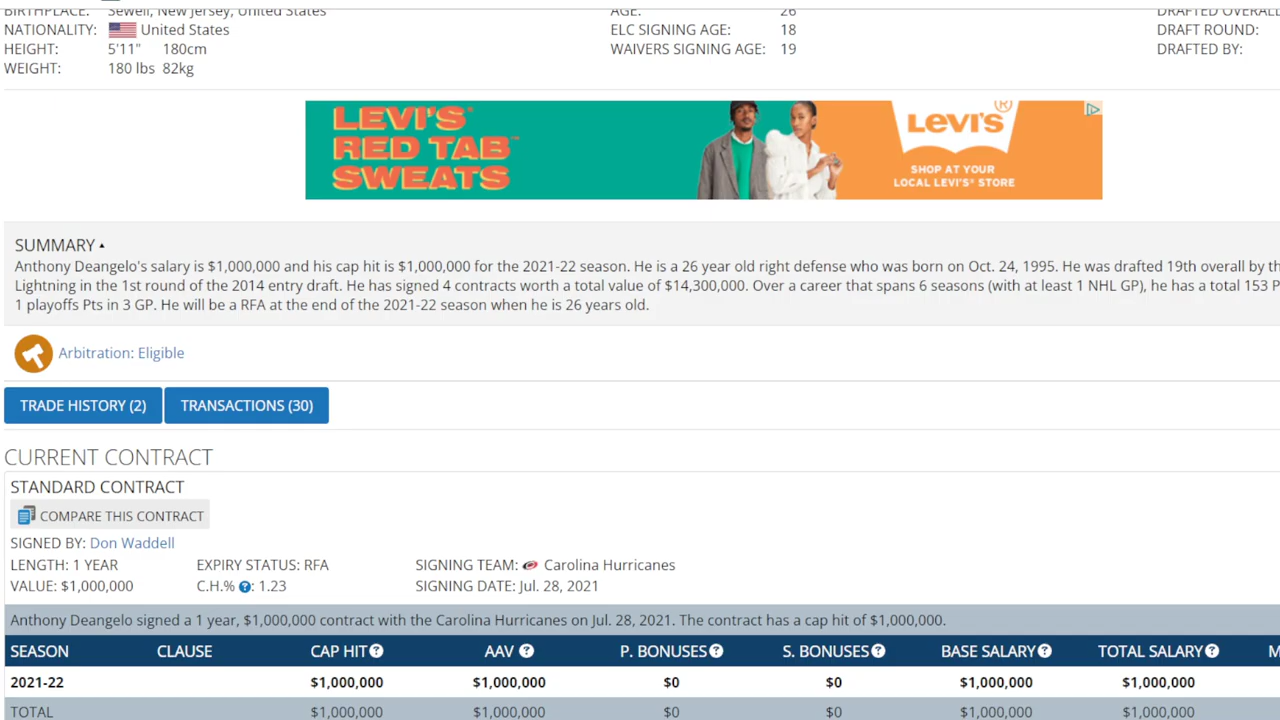 BIRTHPLACE: Sewell, New Jersey, United States AGE: 26 DRAFTED OVERALL
NATIONALITY: United States ELC SIGNING AGE: 18 DRAFT ROUND:
HEIGHT: 5'11" 180cm WAIVERS SIGNING AGE: 19 DRAFTED BY:
WEIGHT: 180 lbs 82kg
LEVI'S
RED TAB™
SWEATS
Levi's®
SHOP AT YOUR
LOCAL LEVI'S® STORE
SUMMARY
Anthony Deangelo's salary is $1,000,000 and his cap hit is $1,000,000 for the 2021-22 season. He is a 26 year old right defense who was born on Oct. 24, 1995. He was drafted 19th overall by th
Lightning in the 1st round of the 2014 entry draft. He has signed 4 contracts worth a total value of $14,300,000. Over a career that spans 6 seasons (with at least 1 NHL GP), he has a total 153 P
1 playoffs Pts in 3 GP. He will be a RFA at the end of the 2021-22 season when he is 26 years old.
Arbitration: Eligible
TRADE HISTORY (2) TRANSACTIONS (30)
CURRENT CONTRACT
STANDARD CONTRACT
COMPARE THIS CONTRACT
SIGNED BY: Don Waddell
LENGTH: 1 YEAR EXPIRY STATUS: RFA SIGNING TEAM: Carolina Hurricanes
VALUE: $1,000,000 C.H.% ?: 1.23 SIGNING DATE: Jul. 28, 2021
Anthony Deangelo signed a 1 year, $1,000,000 contract with the Carolina Hurricanes on Jul. 28, 2021. The contract has a cap hit of $1,000,000.
SEASON CLAUSE CAP HIT? AAV ? P. BONUSES? S. BONUSES? BASE SALARY? TOTAL SALARY? M
2021-22 $1,000,000 $1,000,000 $0 $0 $1,000,000 $1,000,000
TOTAL $1,000,000 $1,000,000 $0 $0 $1,000,000 $1,000,000